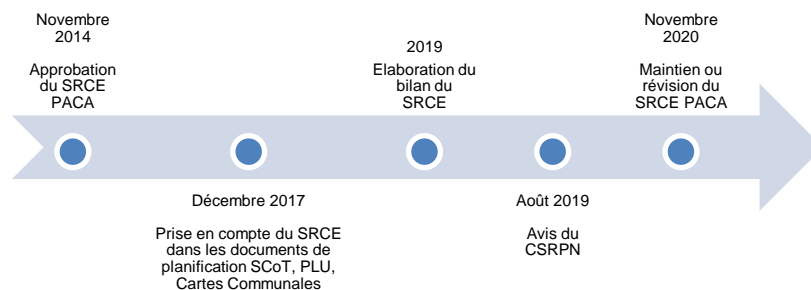 Novembre
2014
Approbation
du SRCE
PACA
Décembre 2017
Prise en compte du SRCE
dans les documents de
planification SCoT, PLU,
Cartes Communales
2019
Elaboration du
bilan du
SRCE
Août 2019
Avis du
CSRPN
Novembre
2020
Maintien ou
révision du
SRCE PACA